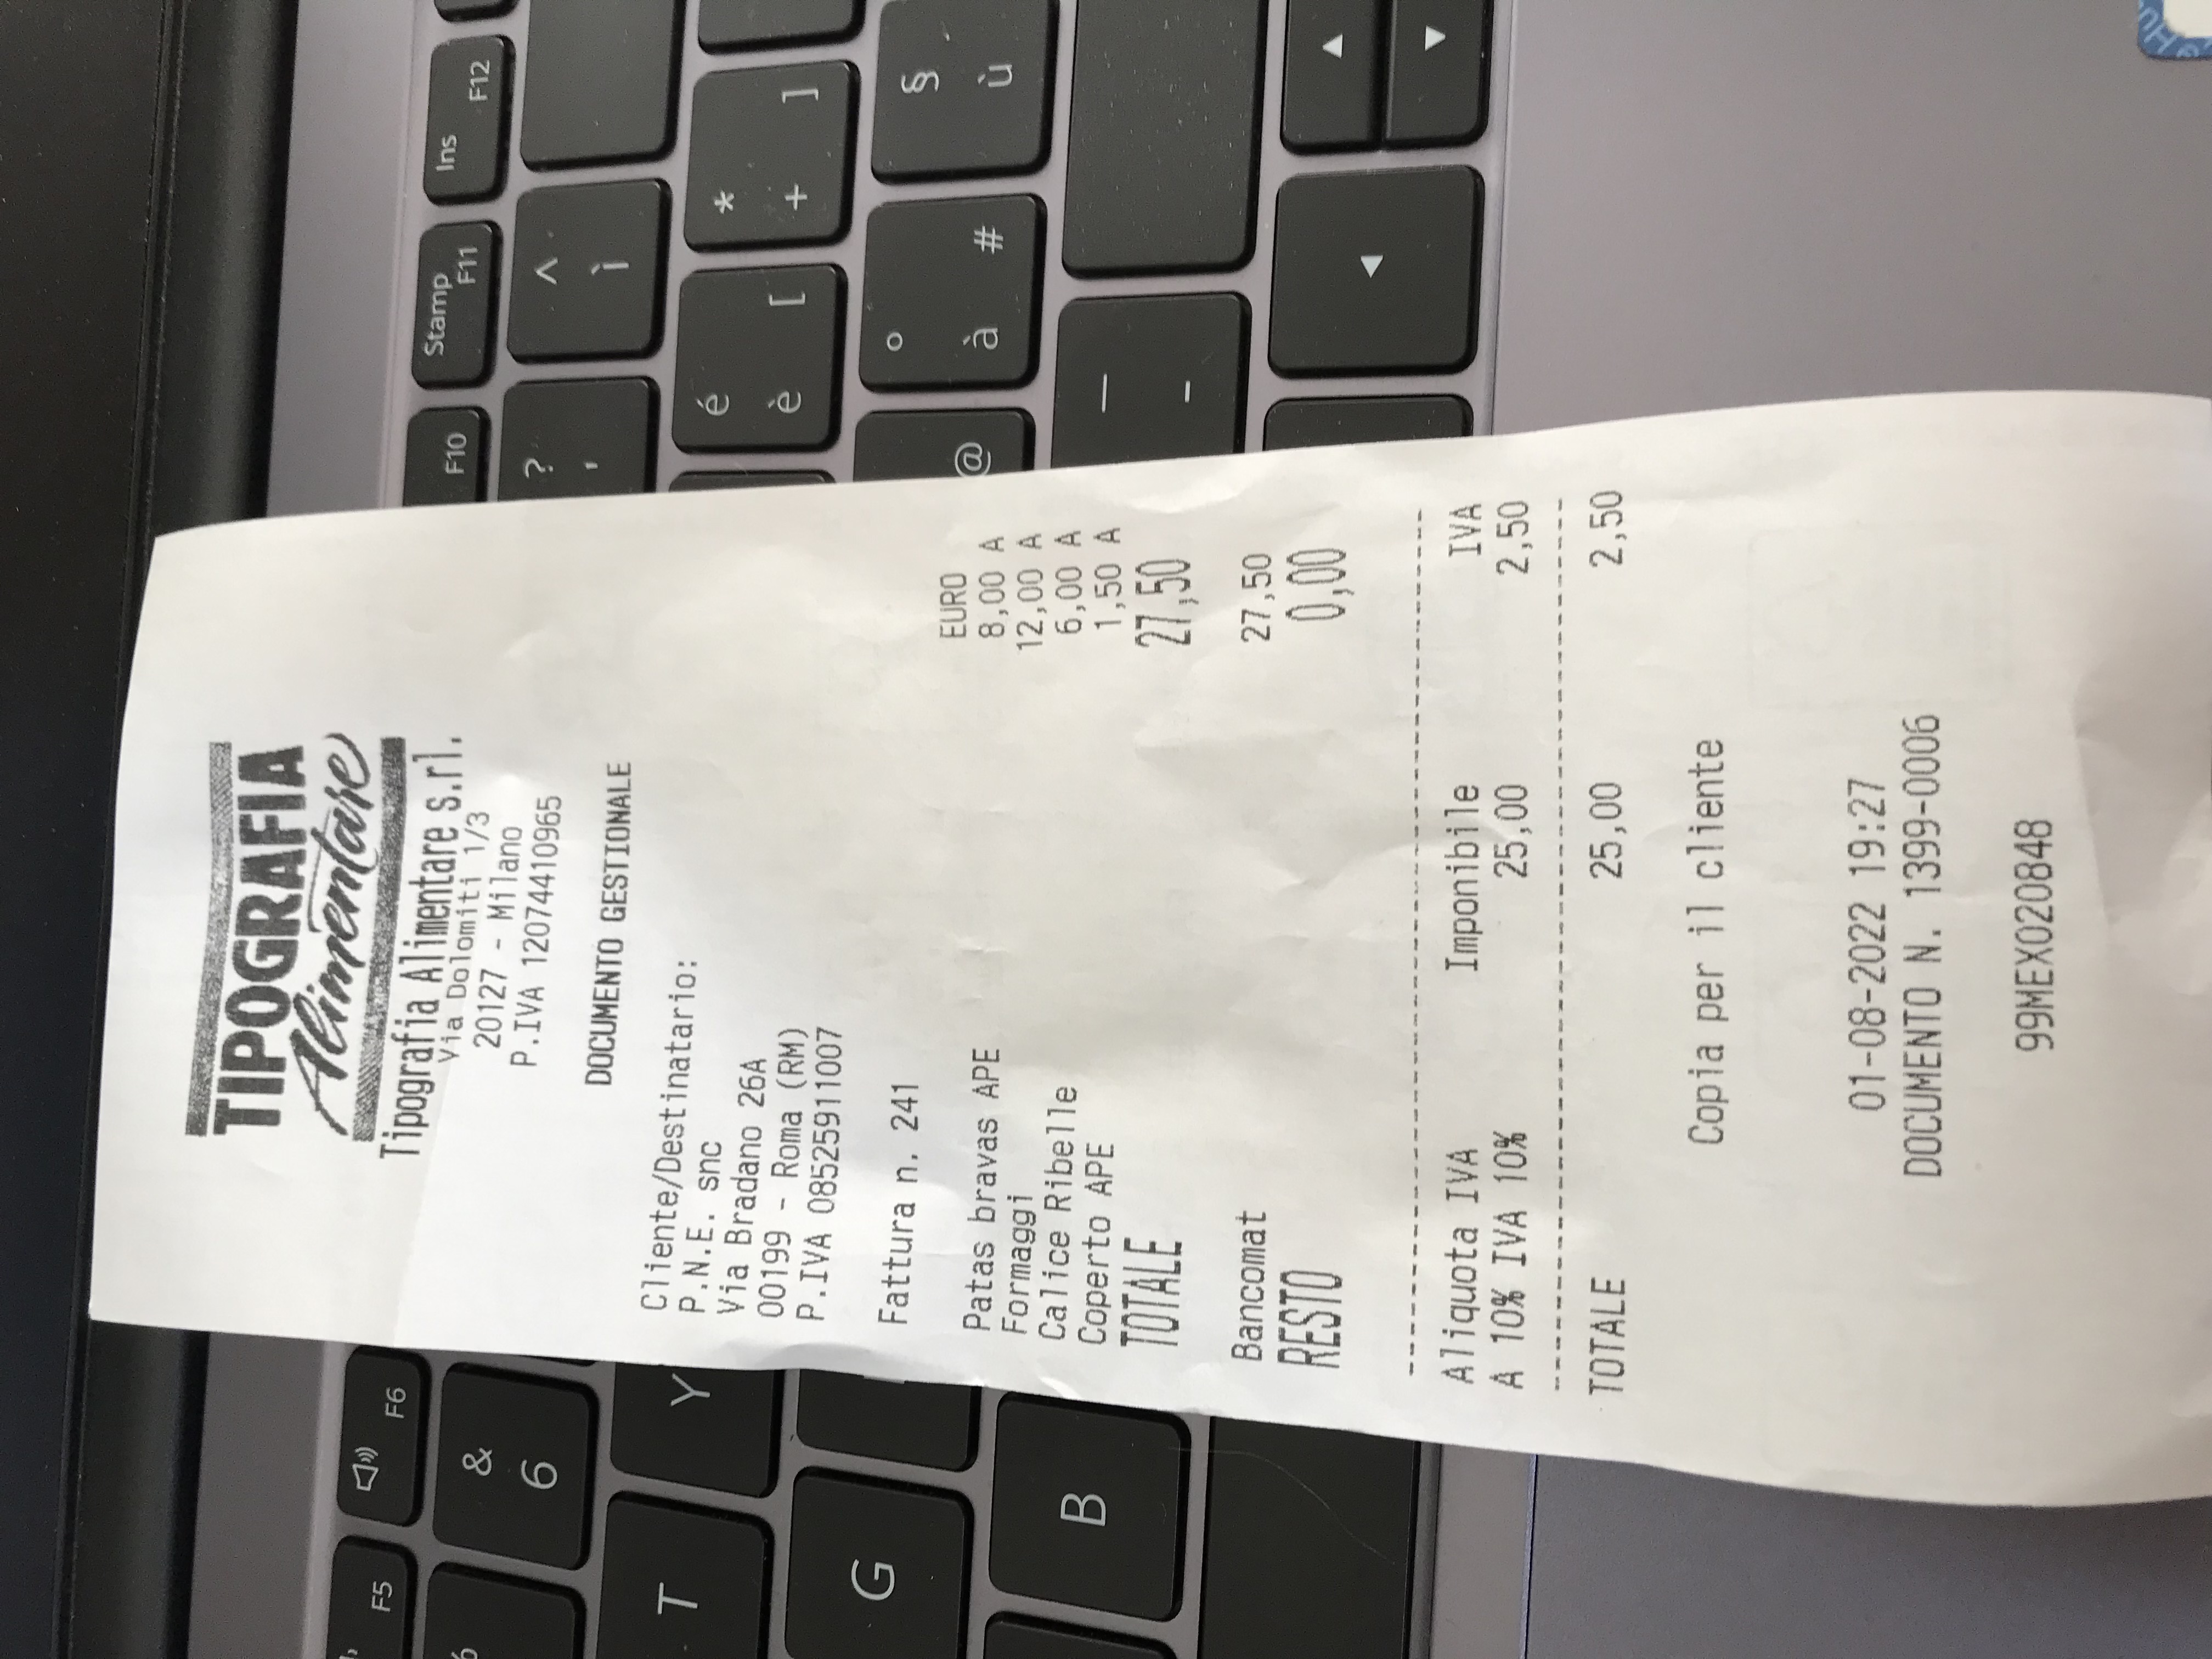 TIPOGRAFIA
Alimentare
Tipografia Alimentare s.rl.
Via Dolomiti 1/3
20127 - Milano
P.IVA 12074410965
DOCUMENTO GESTIONALE
Cliente/Destinatario:
P.N.E. snc
Via Bradano 26A
00199 - Roma (RM)
P.IVA 08525911007
Fattura n. 241
EURO
Patas bravas APE 8,00 A
Formaggi 12,00 A
Calice Ribelle 6,00 A
Coperto APE 1,50 A
TOTALE 27,50
Bancomat 27,50
RESTO 0,00
Aliquota IVA Imponibile IVA
A 10% IVA 10% 25,00 2,50
TOTALE 25,00 2,50
Copia per il cliente
01-08-2022 19:27
DOCUMENTO N. 1399-0006
99MEX020848
F5
F6
F10
Stamp F11
Ins F12
& 6
? '
^ ì
T
Y
é è [
* + ]
G
@
° à #
§ ù
B
_ -